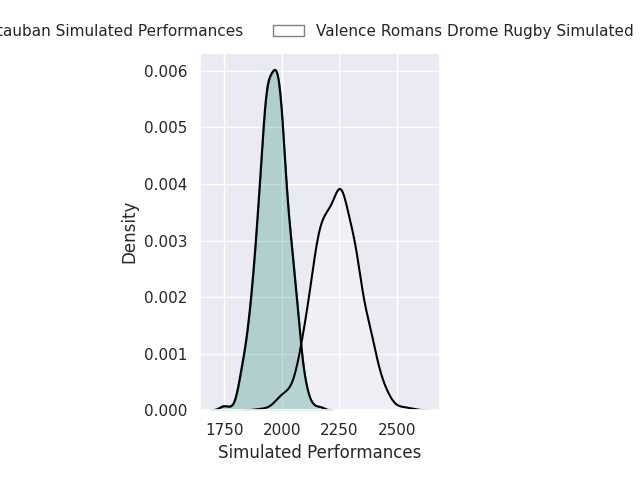 tauban Simulated Performances Valence Romans Drome Rugby Simulated
0.006
0.005
0.004
0.003
0.002
0.001
0.000
Density
1750 2000 2250 2500
Simulated Performances